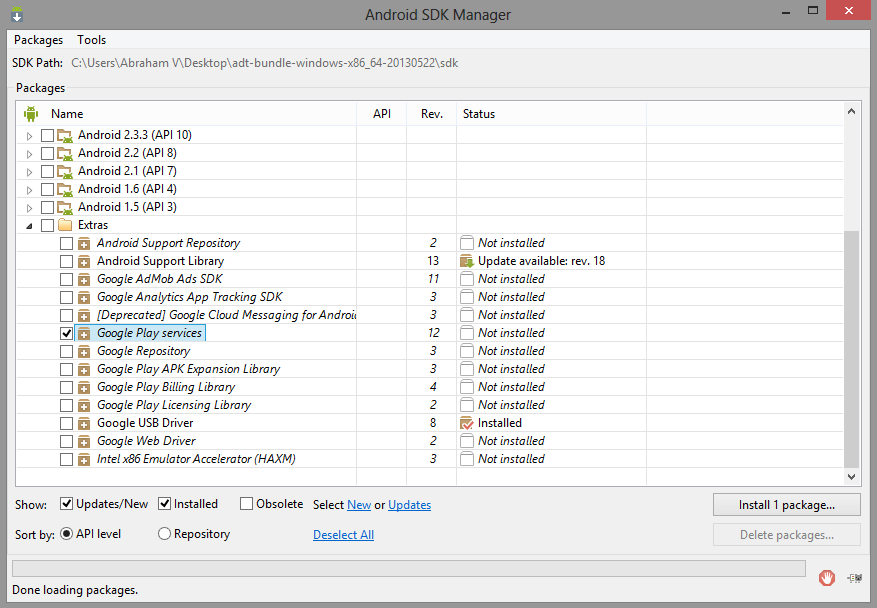 Android SDK Manager
Packages Tools
SDK Path: C:\Users\Abraham V\Desktop\adt-bundle-windows-x86_64-20130522\sdk
Packages
Name API Rev. Status
Android 2.3.3 (API 10)
Android 2.2 (API 8)
Android 2.1 (API 7)
Android 1.6 (API 4)
Android 1.5 (API 3)
Extras
Android Support Repository 2 Not installed
Android Support Library 13 Update available: rev. 18
Google AdMob Ads SDK 11 Not installed
Google Analytics App Tracking SDK 3 Not installed
[Deprecated] Google Cloud Messaging for Android 3 Not installed
Google Play services 12 Not installed
Google Repository 3 Not installed
Google Play APK Expansion Library 3 Not installed
Google Play Billing Library 4 Not installed
Google Play Licensing Library 2 Not installed
Google USB Driver 8 Installed
Google Web Driver 2 Not installed
Intel x86 Emulator Accelerator (HAXM) 3 Not installed
Show: Updates/New Installed Obsolete Select New or Updates Install 1 package...
Sort by: API level Repository Deselect All Delete packages...
Done loading packages.